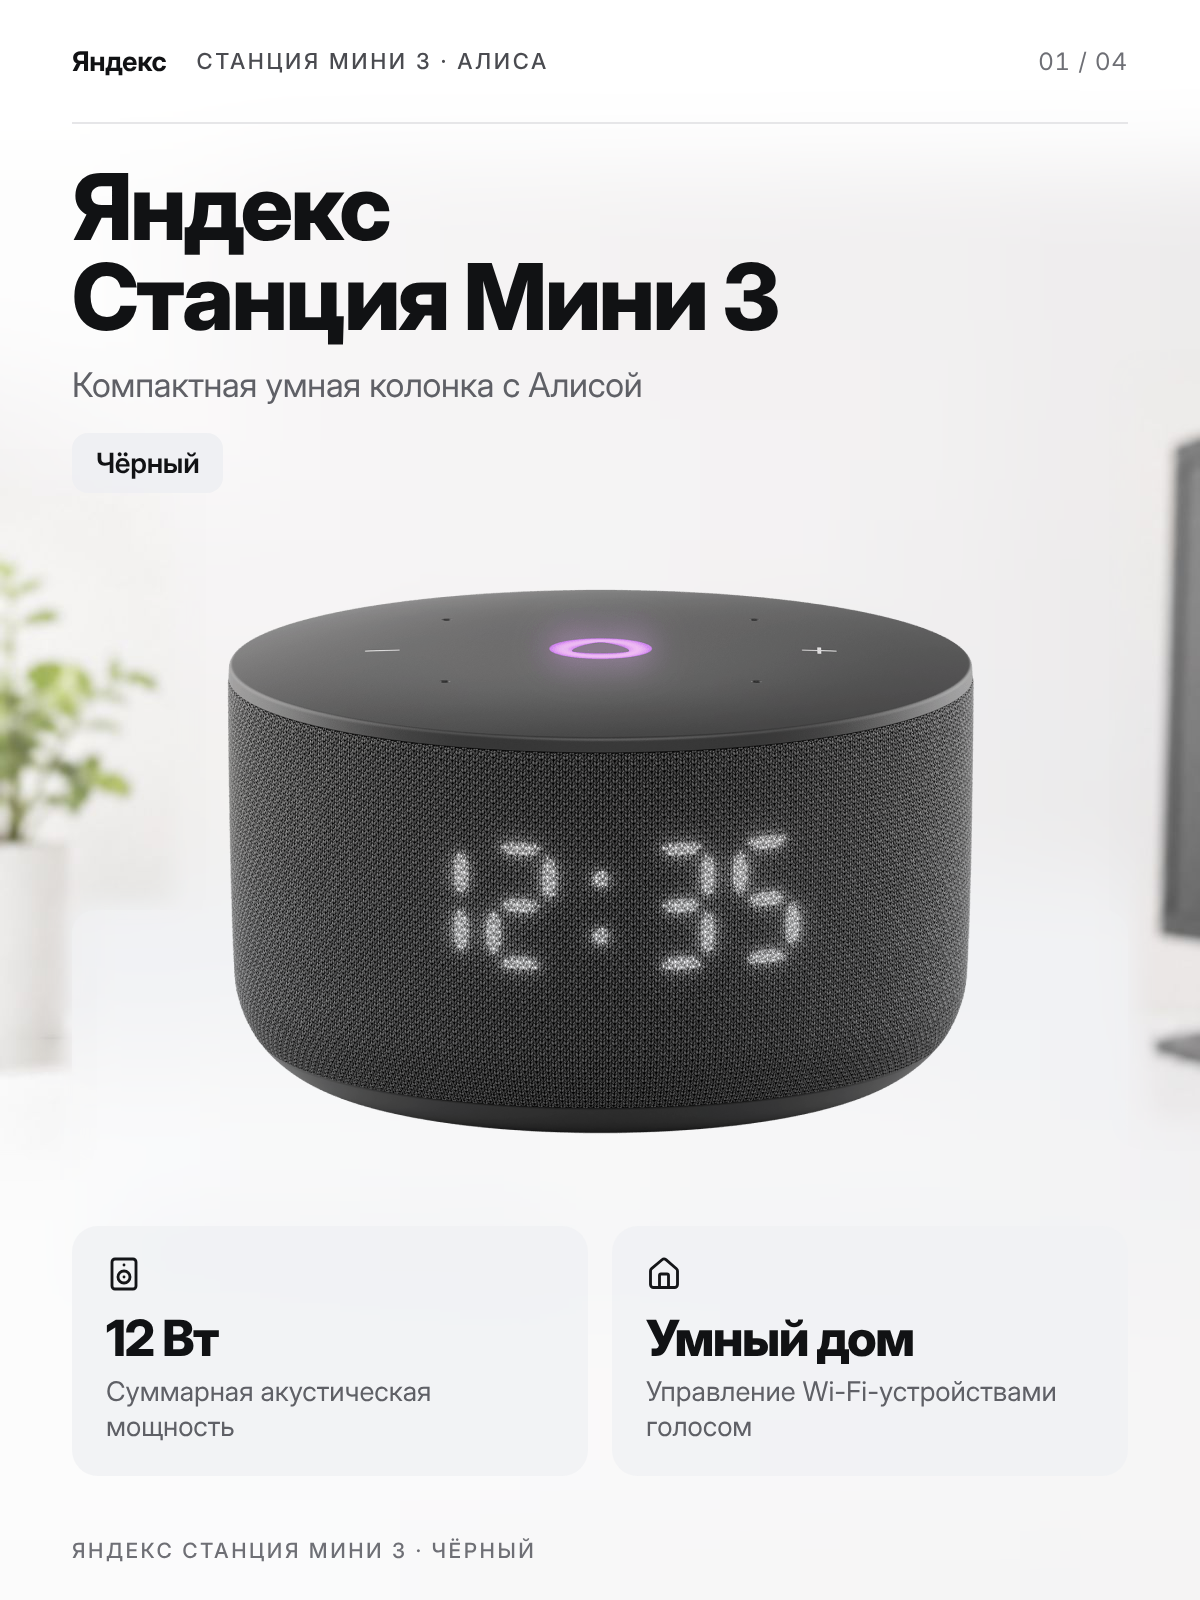 Яндекс СТАНЦИЯ МИНИ 3 · АЛИСА 01 / 04
Яндекс
Станция Мини 3
Компактная умная колонка с Алисой
Чёрный
12:35
12 Вт
Суммарная акустическая
мощность
Умный дом
Управление Wi-Fi-устройствами
голосом
ЯНДЕКС СТАНЦИЯ МИНИ 3 · ЧЁРНЫЙ